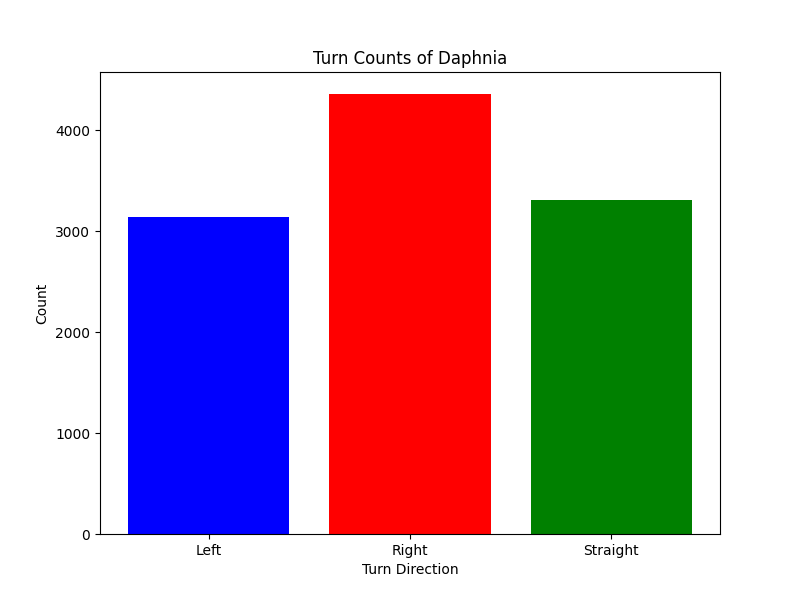 Turn Counts of Daphnia
Count
4000
3000
2000
1000
0
Left Right Straight
Turn Direction